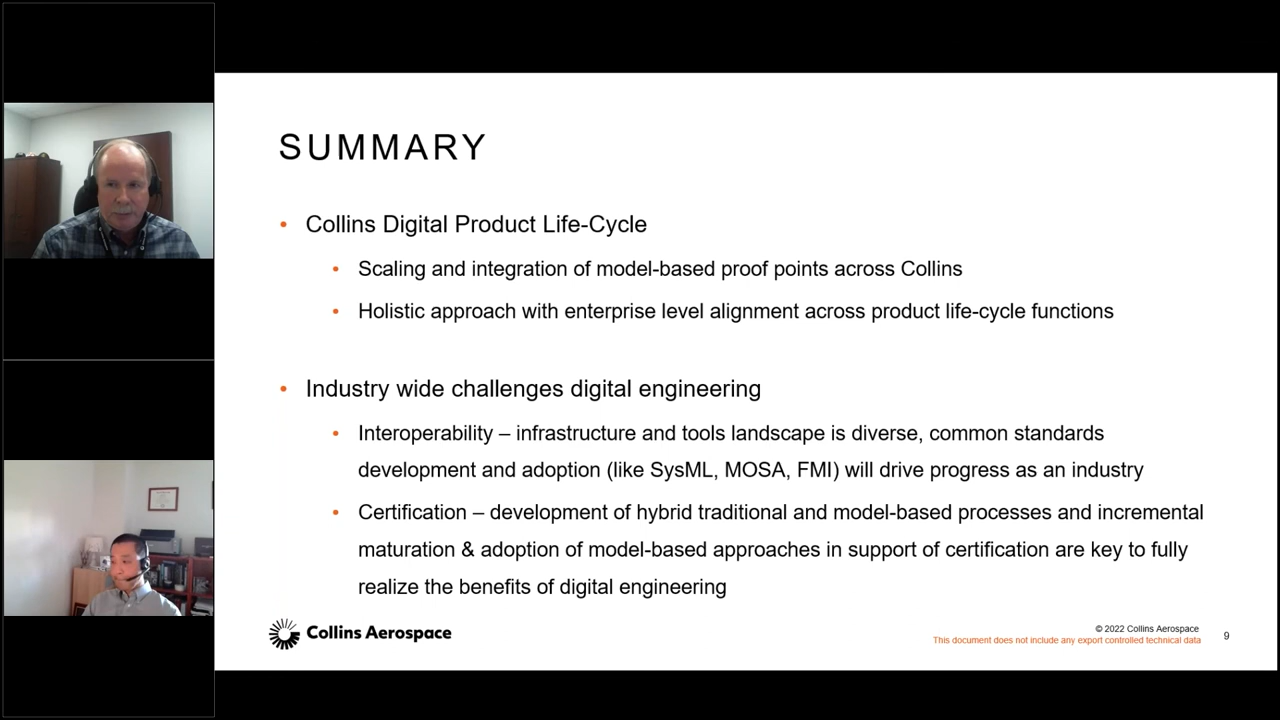 SUMMARY
• Collins Digital Product Life-Cycle
• Scaling and integration of model-based proof points across Collins
• Holistic approach with enterprise level alignment across product life-cycle functions
• Industry wide challenges digital engineering
• Interoperability – infrastructure and tools landscape is diverse, common standards
development and adoption (like SysML, MOSA, FMI) will drive progress as an industry
• Certification – development of hybrid traditional and model-based processes and incremental
maturation & adoption of model-based approaches in support of certification are key to fully
realize the benefits of digital engineering
Collins Aerospace
© 2022 Collins Aerospace
This document does not include any export controlled technical data
9